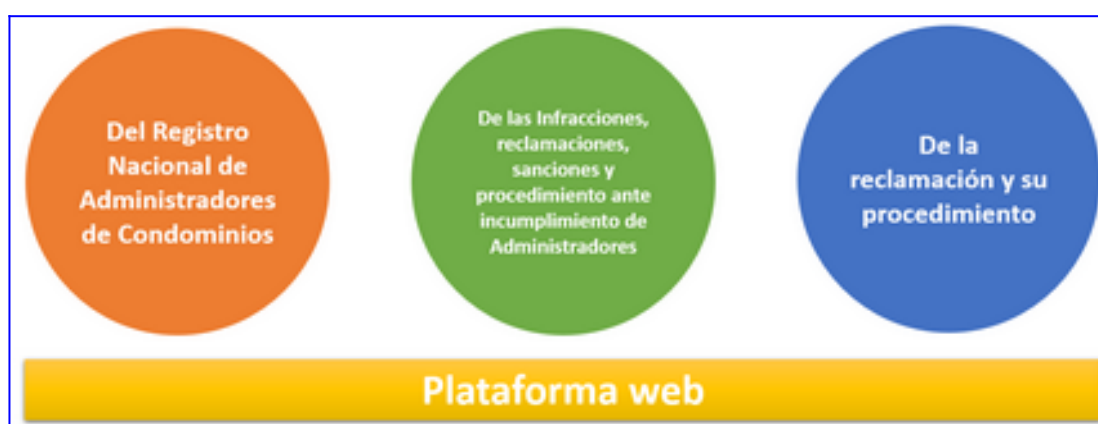 Del Registro
Nacional de
Administradores
de Condominios
De las Infracciones,
reclamaciones,
sanciones y
procedimiento ante
incumplimiento de
Administradores
De la
reclamación y su
procedimiento
Plataforma web